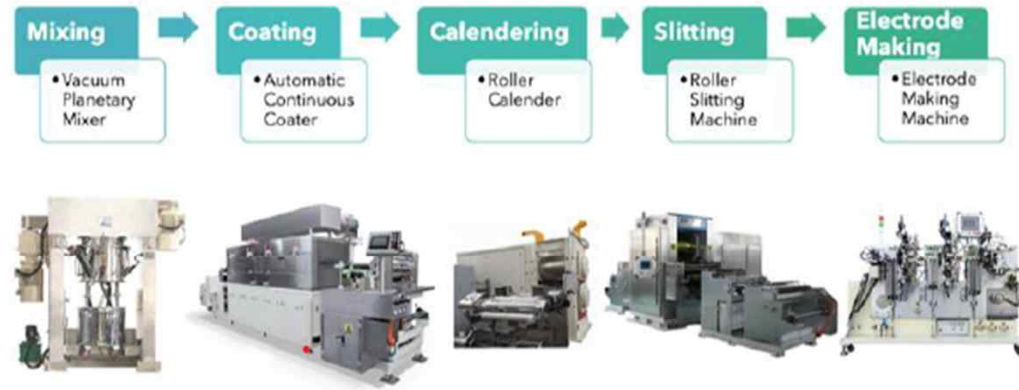 Mixing
• Vacuum
Planetary
Mixer
Coating
• Automatic
Continuous
Coater
Calendering
• Roller
Calender
Slitting
• Roller
Slitting
Machine
Electrode
Making
• Electrode
Making
Machine